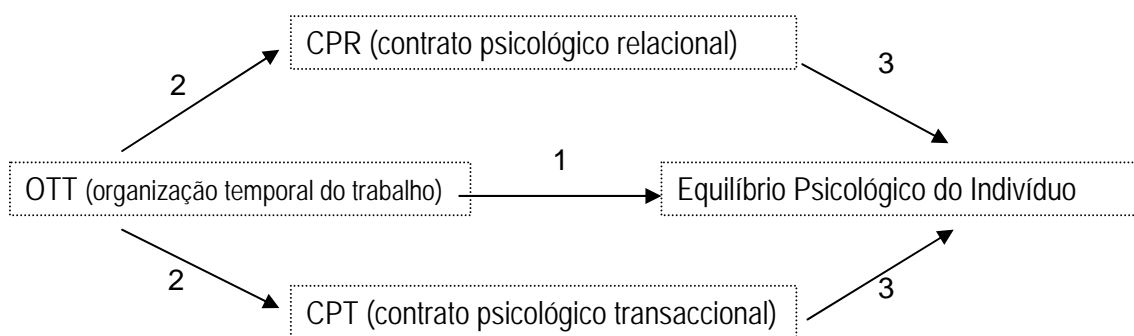 CPR (contrato psicológico relacional)
2
3
1
OTT (organização temporal do trabalho)
Equilíbrio Psicológico do Indivíduo
2
3
CPT (contrato psicológico transaccional)